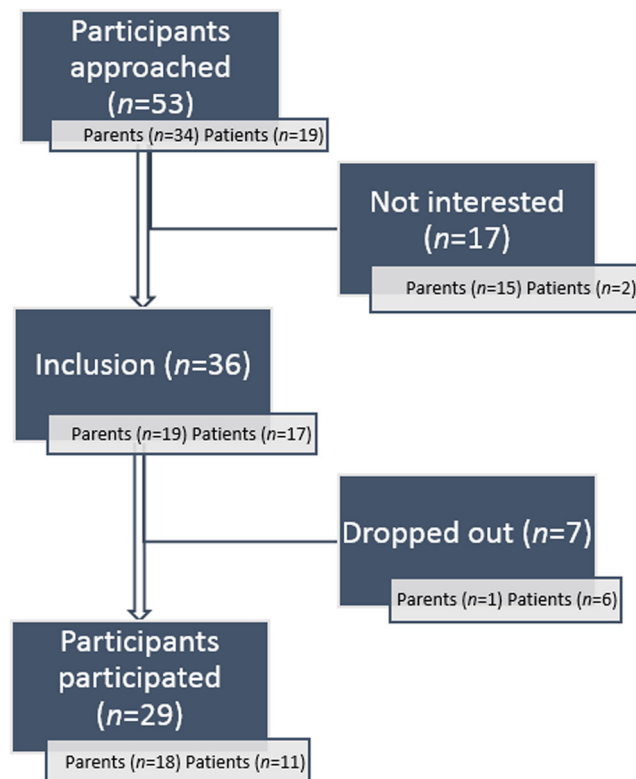 Participants
approached
(n=53)
Parents (n=34) Patients (n=19)
Not interested
(n=17)
Parents (n=15) Patients (n=2)
Inclusion (n=36)
Parents (n=19) Patients (n=17)
Dropped out (n=7)
Parents (n=1) Patients (n=6)
Participants
participated
(n=29)
Parents (n=18) Patients (n=11)